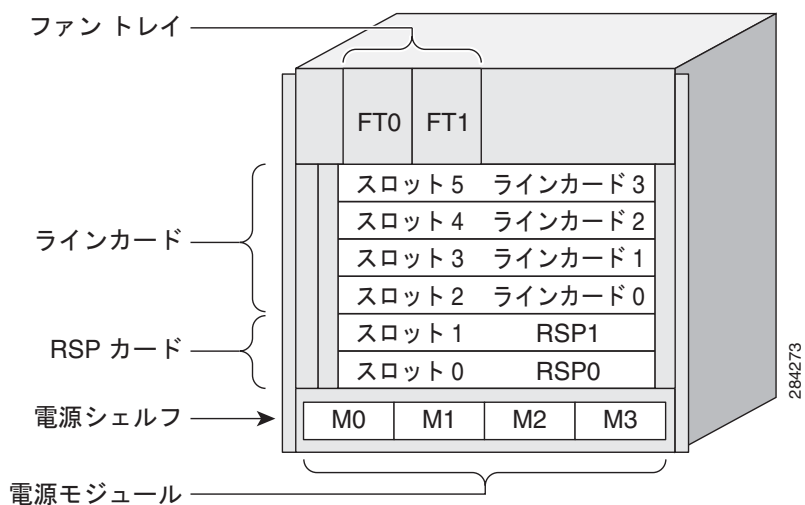 ファン トレイ
FT0 FT1
スロット 5 ラインカード 3
スロット 4 ラインカード 2
ラインカード
スロット 3 ラインカード 1
スロット 2 ラインカード 0
RSP カード
スロット 1 RSP1
スロット 0 RSP0
電源シェルフ
M0 M1 M2 M3
電源モジュール
284273